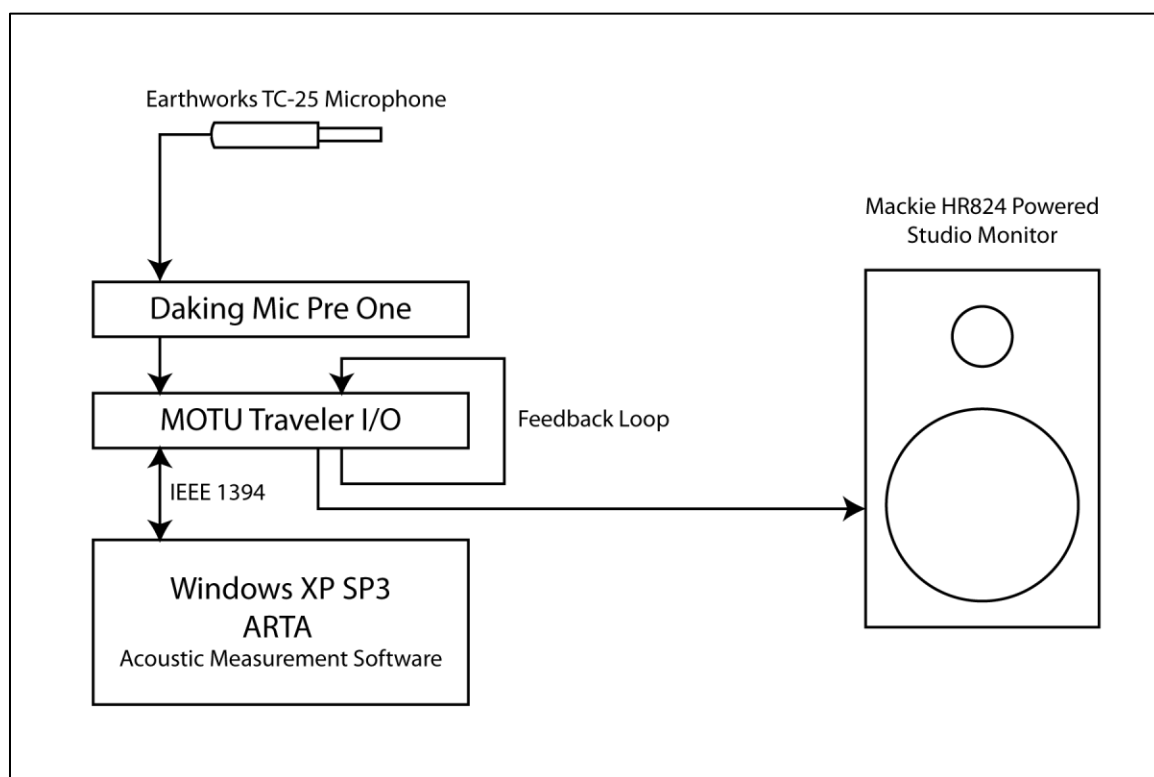 Earthworks TC-25 Microphone
Mackie HR824 Powered
Studio Monitor
Daking Mic Pre One
MOTU Traveler I/O
Feedback Loop
IEEE 1394
Windows XP SP3
ARTA
Acoustic Measurement Software